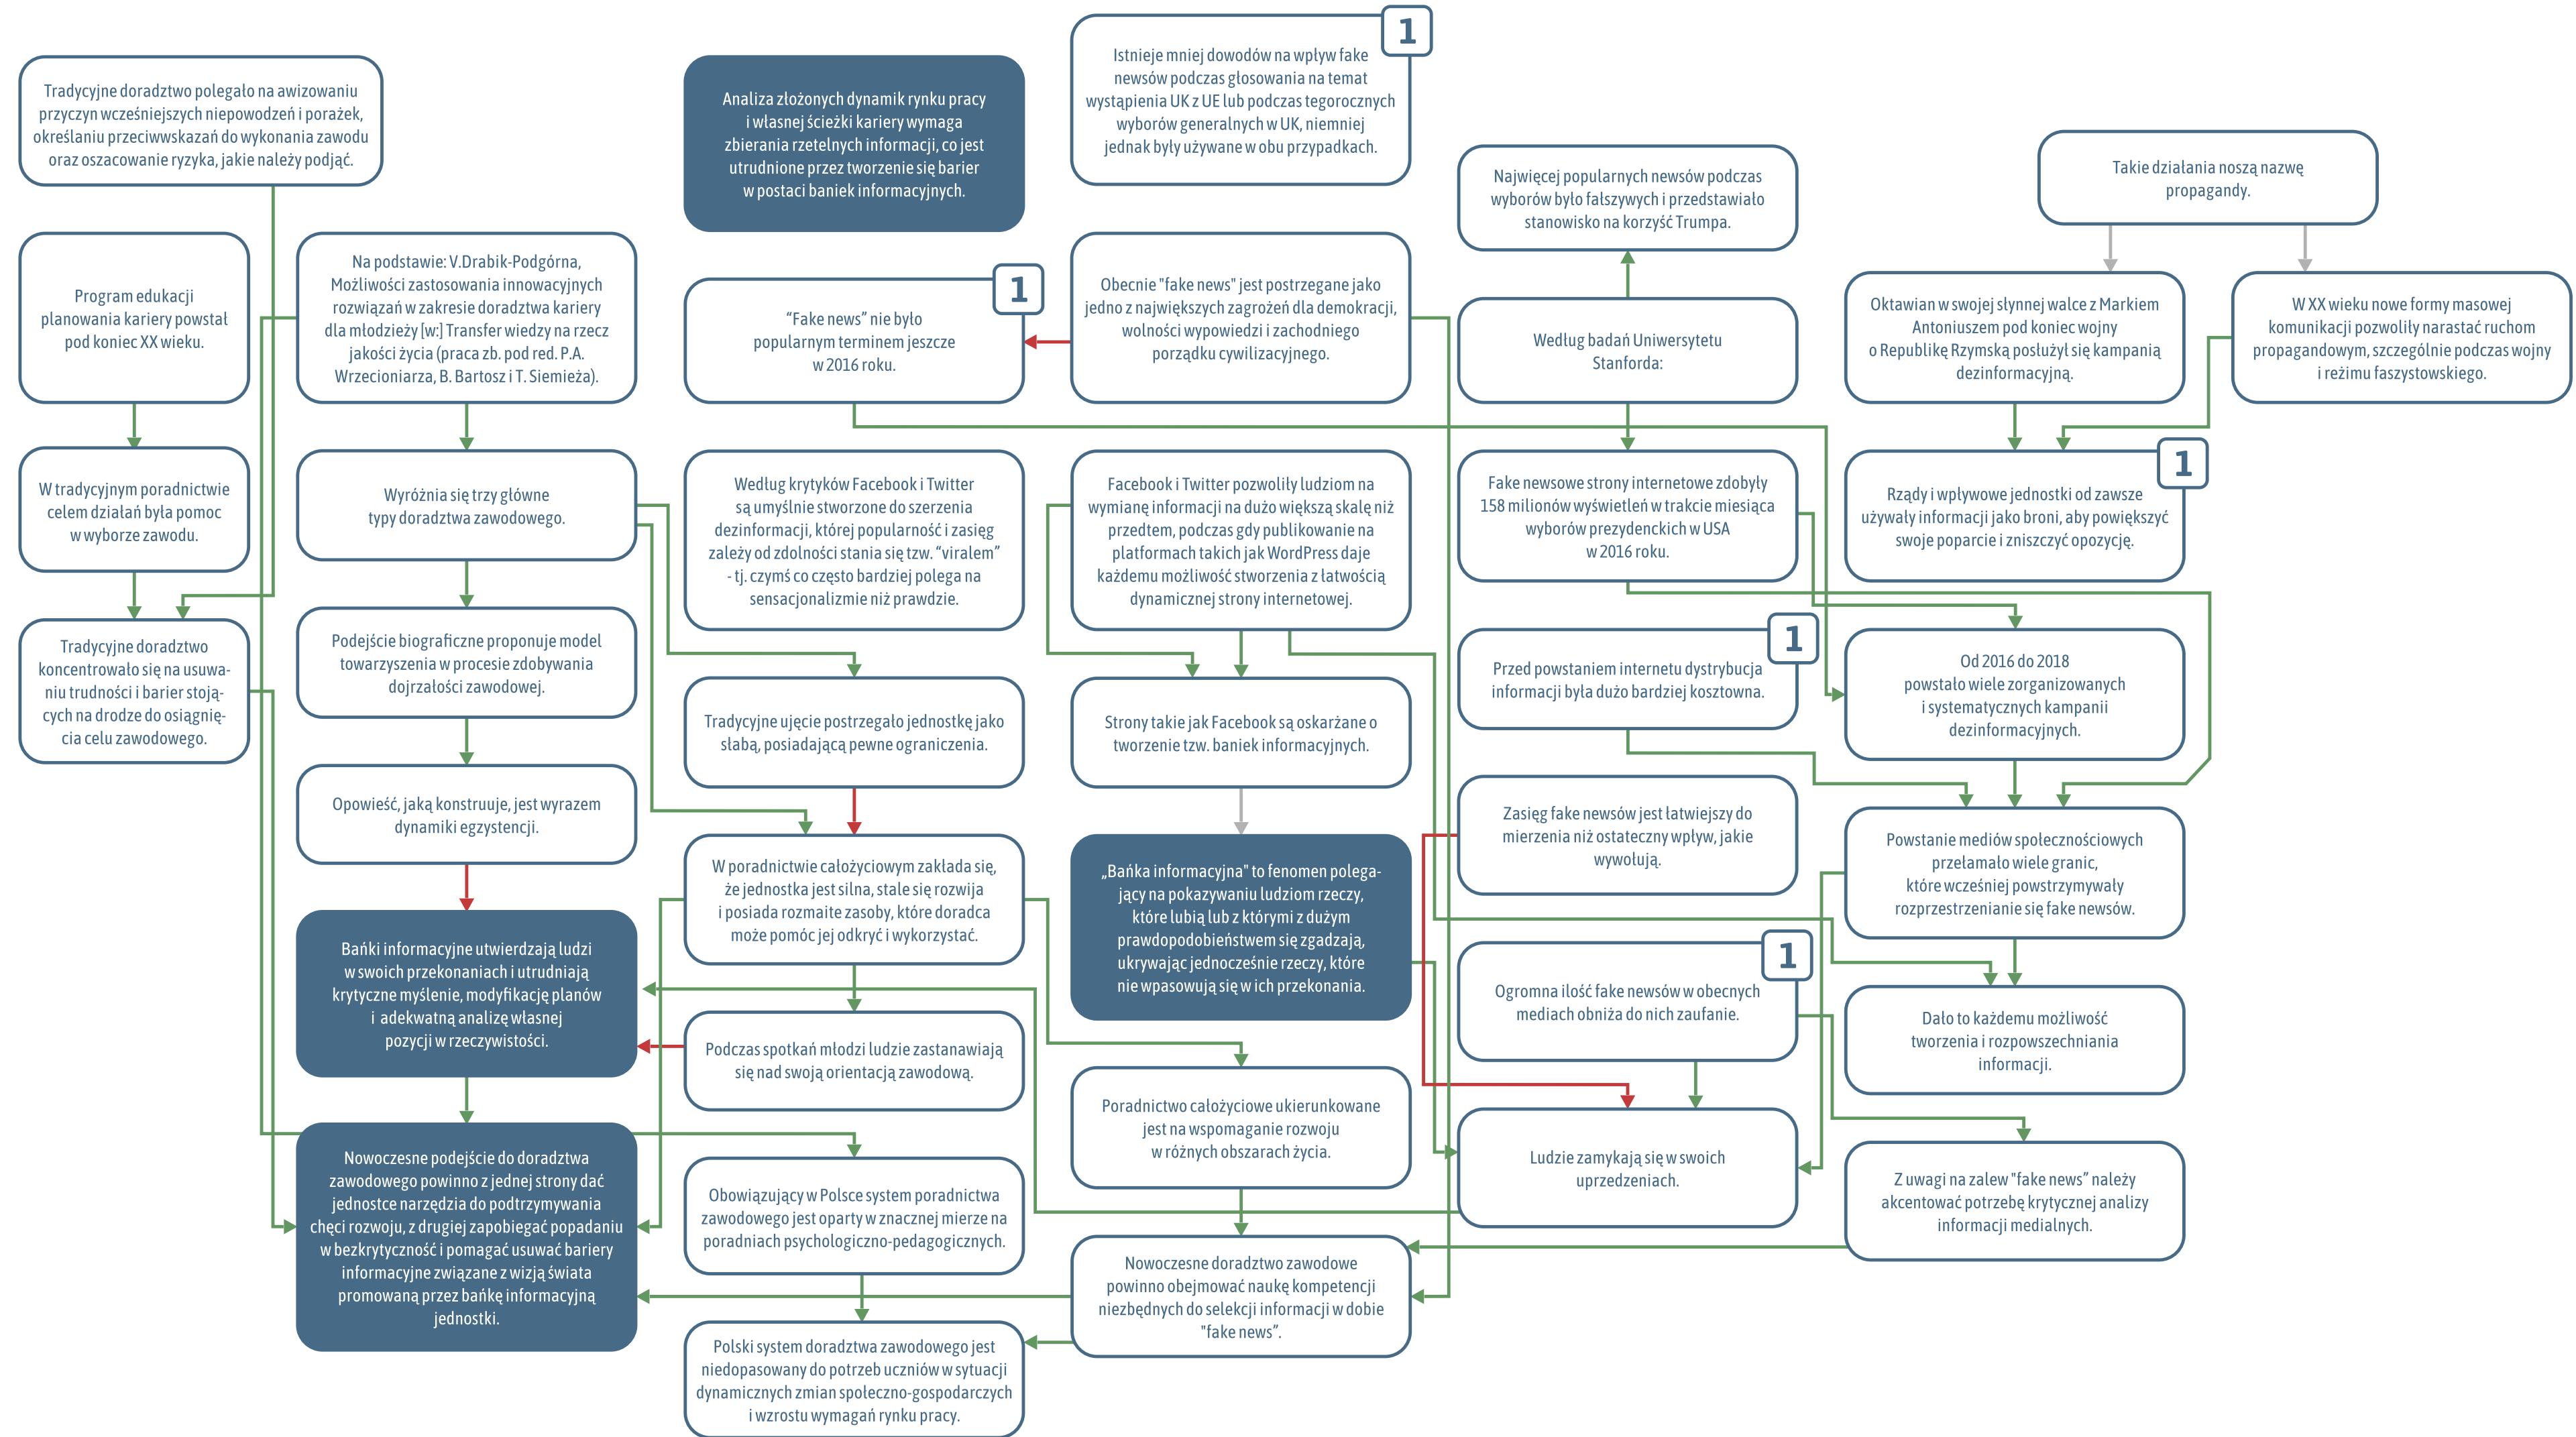 Tradycyjne doradztwo polegało na awizowaniu
przyczyn wcześniejszych niepowodzeń i porażek,
określaniu przeciwwskazań do wykonania zawodu
oraz oszacowanie ryzyka, jakie należy podjąć.
Program edukacji
planowania kariery powstał
pod koniec XX wieku.
W tradycyjnym poradnictwie
celem działań była pomoc
w wyborze zawodu.
Tradycyjne doradztwo
koncentrowało się na usuwa-
niu trudności i barier stoją-
cych na drodze do osiągnię-
cia celu zawodowego.
Na podstawie: V.Drabik-Podgórna,
Możliwości zastosowania innowacyjnych
rozwiązań w zakresie doradztwa kariery
dla młodzieży [w:] Transfer wiedzy na rzecz
jakości życia (praca zb. pod red. P.A.
Wrzecioniarza, B. Bartosz i T. Siemieża).
Wyróżnia się trzy główne
typy doradztwa zawodowego.
Podejście biograficzne proponuje model
towarzyszenia w procesie zdobywania
dojrzałości zawodowej.
Opowieść, jaką konstruuje, jest wyrazem
dynamiki egzystencji.
Bańki informacyjne utwierdzają ludzi
w swoich przekonaniach i utrudniają
krytyczne myślenie, modyfikację planów
i adekwatną analizę własnej
pozycji w rzeczywistości.
Nowoczesne podejście do doradztwa
zawodowego powinno z jednej strony dać
jednostce narzędzia do podtrzymywania
chęci rozwoju, z drugiej zapobiegać popadaniu
w bezkrytyczność i pomagać usuwać bariery
informacyjne związane z wizją świata
promowaną przez bańkę informacyjną
jednostki.
Analiza złożonych dynamik rynku pracy
i własnej ścieżki kariery wymaga
zbierania rzetelnych informacji, co jest
utrudnione przez tworzenie się barier
w postaci baniek informacyjnych.
1
“Fake news” nie było
popularnym terminem jeszcze
w 2016 roku.
Według krytyków Facebook i Twitter
są umyślnie stworzone do szerzenia
dezinformacji, której popularność i zasięg
zależy od zdolności stania się tzw. “viralem”
- tj. czymś co często bardziej polega na
sensacjonalizmie niż prawdzie.
Tradycyjne ujęcie postrzegało jednostkę jako
słabą, posiadającą pewne ograniczenia.
W poradnictwie całożyciowym zakłada się,
że jednostka jest silna, stale się rozwija
i posiada rozmaite zasoby, które doradca
może pomóc jej odkryć i wykorzystać.
Podczas spotkań młodzi ludzie zastanawiają
się nad swoją orientacją zawodową.
Obowiązujący w Polsce system poradnictwa
zawodowego jest oparty w znacznej mierze na
poradniach psychologiczno-pedagogicznych.
Polski system doradztwa zawodowego jest
niedopasowany do potrzeb uczniów w sytuacji
dynamicznych zmian społeczno-gospodarczych
i wzrostu wymagań rynku pracy.
1
Istnieje mniej dowodów na wpływ fake
newsów podczas głosowania na temat
wystąpienia UK z UE lub podczas tegorocznych
wyborów generalnych w UK, niemniej
jednak były używane w obu przypadkach.
Obecnie "fake news" jest postrzegane jako
jedno z największych zagrożeń dla demokracji,
wolności wypowiedzi i zachodniego
porządku cywilizacyjnego.
Facebook i Twitter pozwoliły ludziom na
wymianę informacji na dużo większą skalę niż
przedtem, podczas gdy publikowanie na
platformach takich jak WordPress daje
każdemu możliwość stworzenia z łatwością
dynamicznej strony internetowej.
Strony takie jak Facebook są oskarżane o
tworzenie tzw. baniek informacyjnych.
„Bańka informacyjna" to fenomen polega-
jący na pokazywaniu ludziom rzeczy,
które lubią lub z którymi z dużym
prawdopodobieństwem się zgadzają,
ukrywając jednocześnie rzeczy, które
nie wpasowują się w ich przekonania.
Poradnictwo całożyciowe ukierunkowane
jest na wspomaganie rozwoju
w różnych obszarach życia.
Nowoczesne doradztwo zawodowe
powinno obejmować naukę kompetencji
niezbędnych do selekcji informacji w dobie
"fake news”.
Najwięcej popularnych newsów podczas
wyborów było falszywych i przedstawiało
stanowisko na korzyść Trumpa.
Według badań Uniwersytetu
Stanforda:
Fake newsowe strony internetowe zdobyły
158 milionów wyświetleń w trakcie miesiąca
wyborów prezydenckich w USA
w 2016 roku.
1
Przed powstaniem internetu dystrybucja
informacji była dużo bardziej kosztowna.
Zasięg fake newsów jest łatwiejszy do
mierzenia niż ostateczny wpływ, jakie
wywołują.
1
Ogromna ilość fake newsów w obecnych
mediach obniża do nich zaufanie.
Ludzie zamykają się w swoich
uprzedzeniach.
Takie działania noszą nazwę
propagandy.
Oktawian w swojej słynnej walce z Markiem
Antoniuszem pod koniec wojny
o Republikę Rzymską posłużył się kampanią
dezinformacyjną.
W XX wieku nowe formy masowej
komunikacji pozwoliły narastać ruchom
propagandowym, szczególnie podczas wojny
i reżimu faszystowskiego.
1
Rządy i wpływowe jednostki od zawsze
używały informacji jako broni, aby powiększyć
swoje poparcie i zniszczyć opozycję.
Od 2016 do 2018
powstało wiele zorganizowanych
i systematycznych kampanii
dezinformacyjnych.
Powstanie mediów społecznościowych
przełamało wiele granic,
które wcześniej powstrzymywały
rozprzestrzenianie się fake newsów.
Dało to każdemu możliwość
tworzenia i rozpowszechniania
informacji.
Z uwagi na zalew "fake news” należy
akcentować potrzebę krytycznej analizy
informacji medialnych.